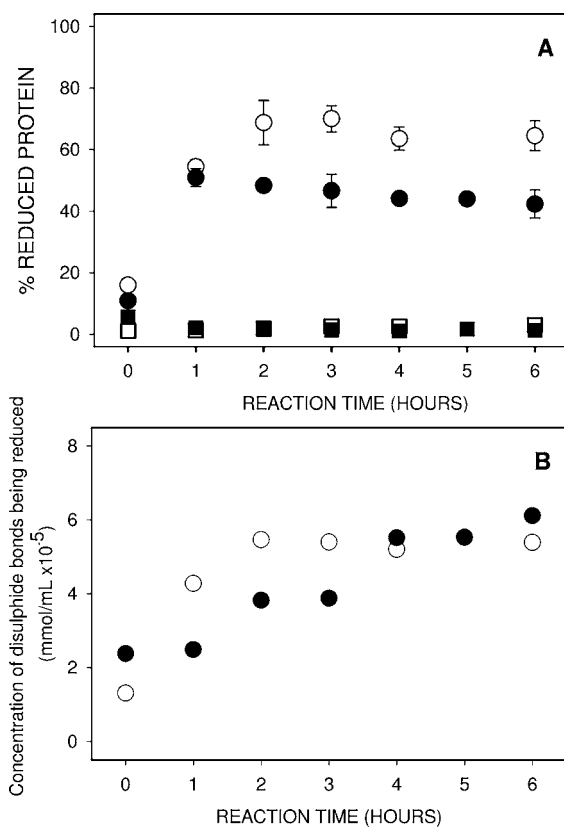 A
% REDUCED PROTEIN
100
80
60
40
20
0
0 1 2 3 4 5 6
REACTION TIME (HOURS)
B
Concentration of disulphide bonds being reduced
(mmol/mL x10-5)
8
6
4
2
0
0 1 2 3 4 5 6
REACTION TIME (HOURS)